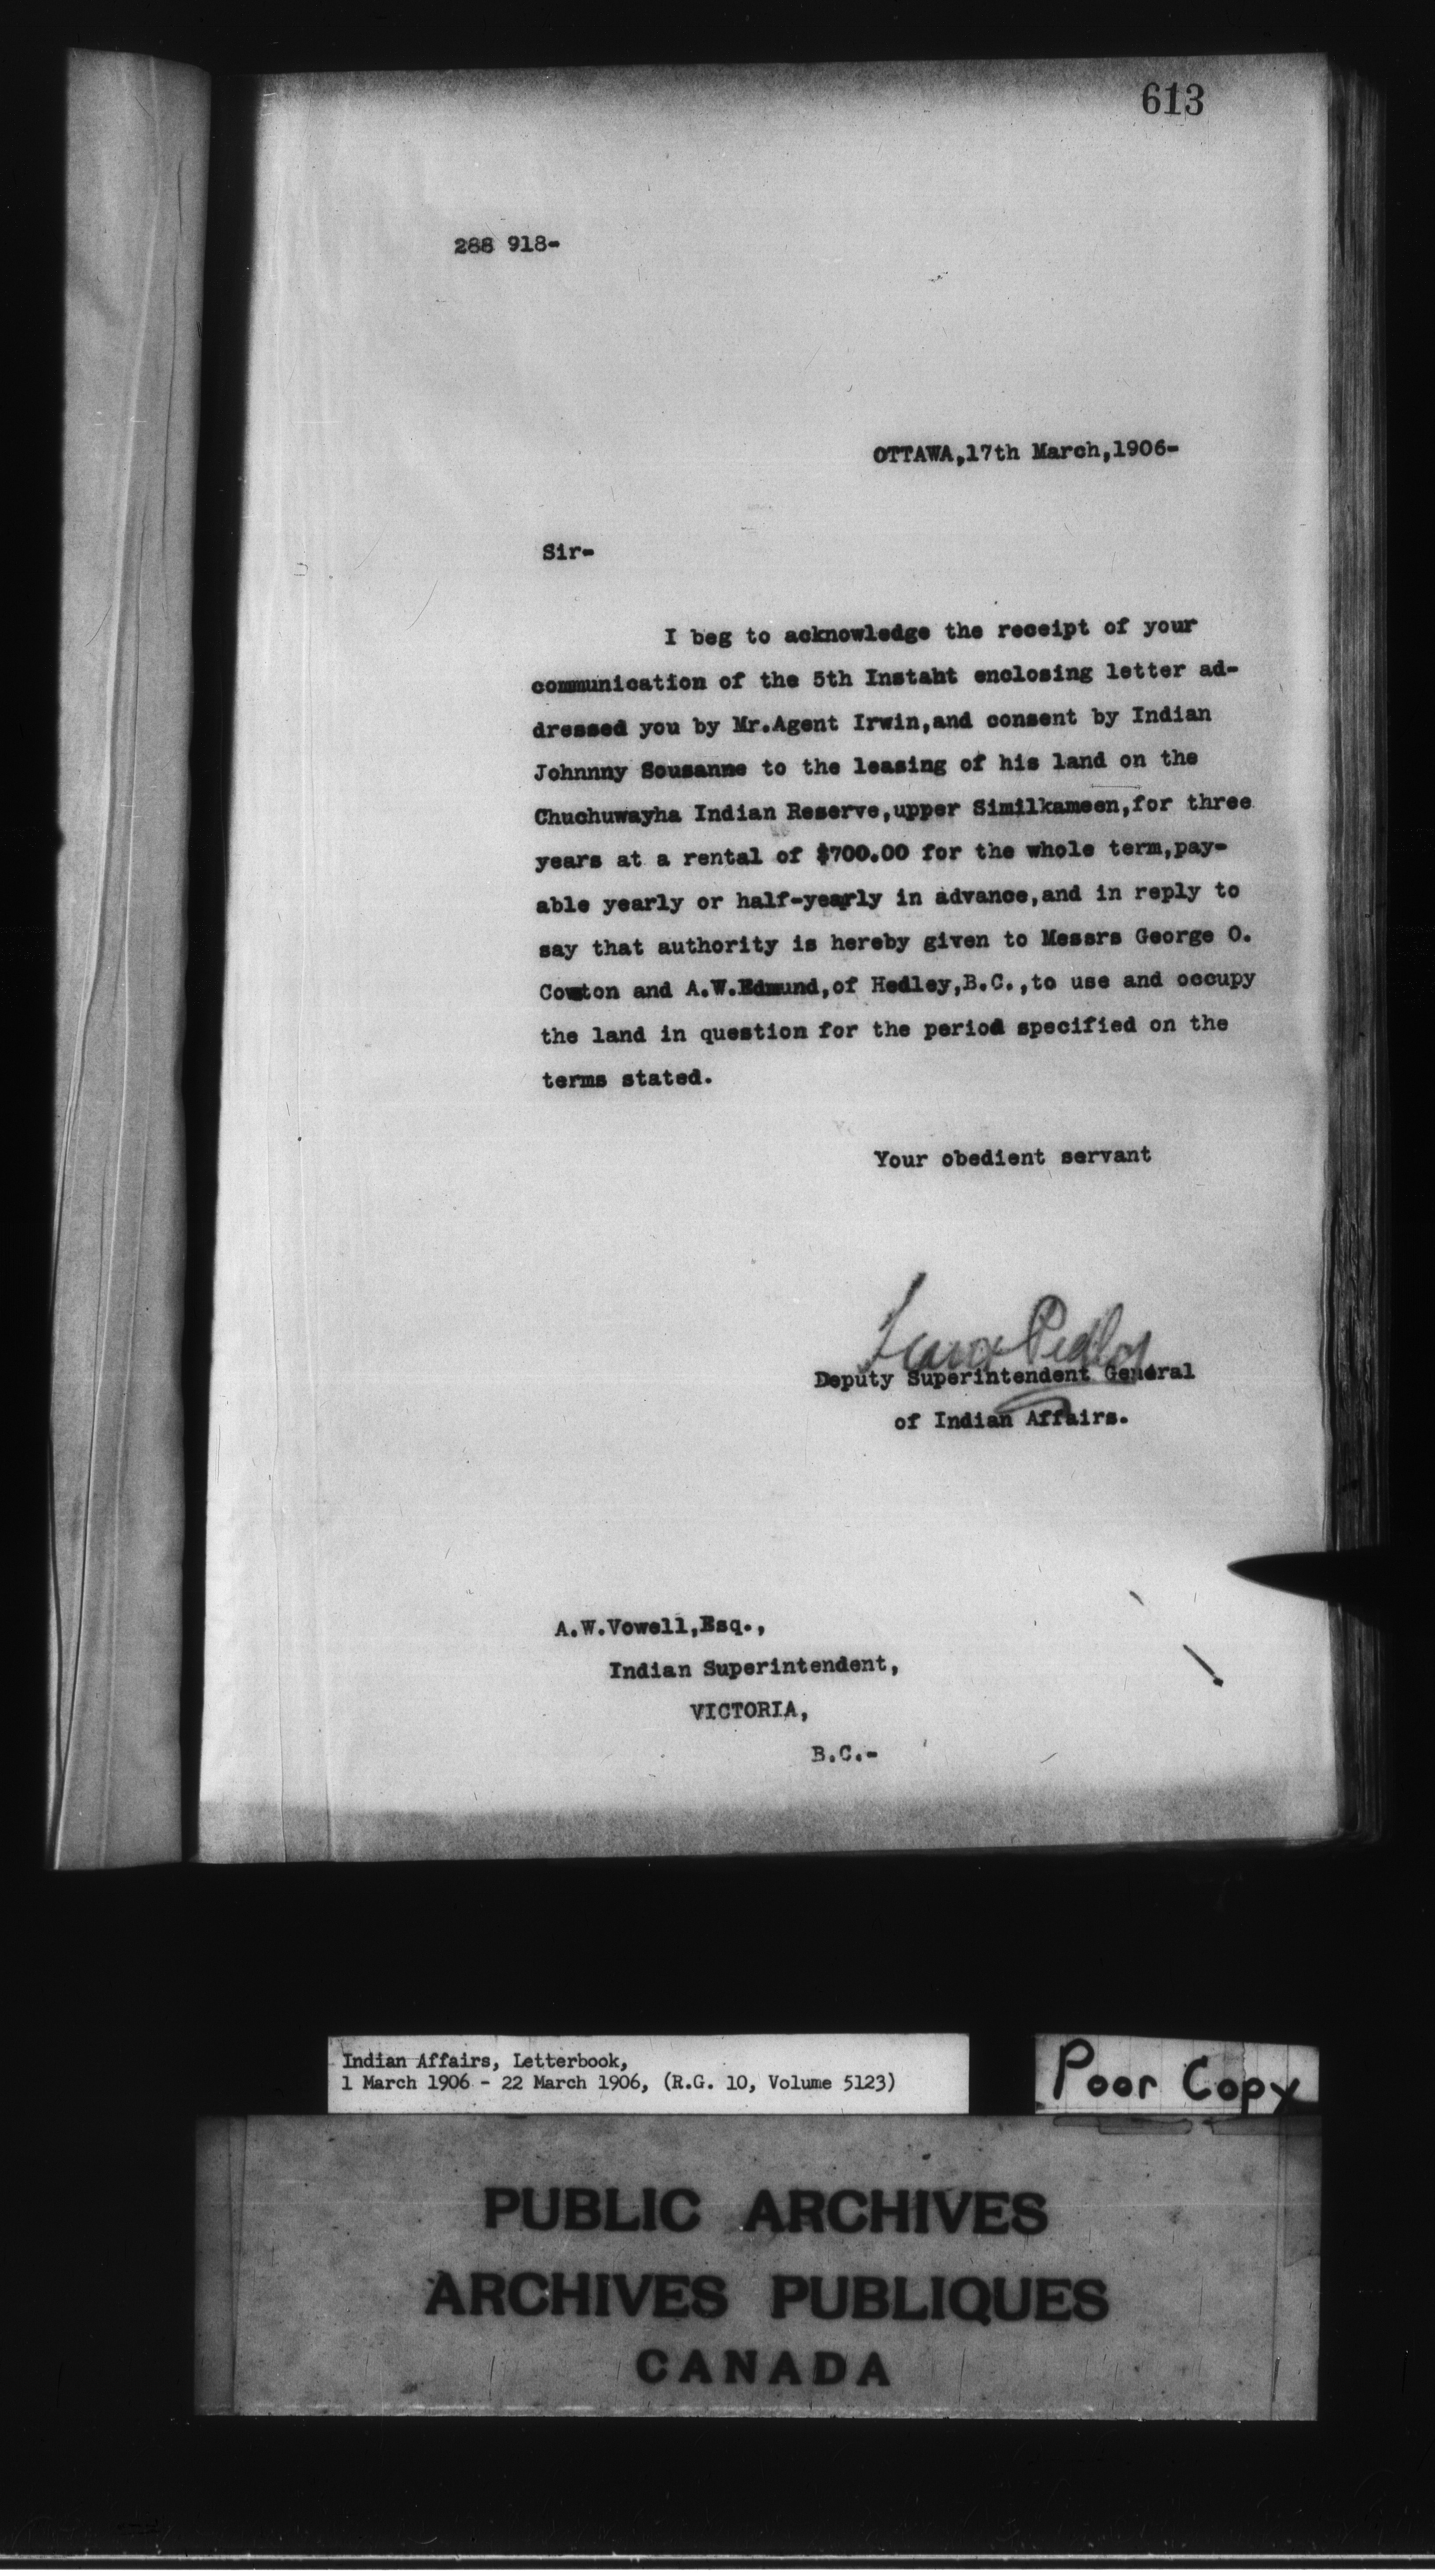 613
288 918-
OTTAWA,17th March,1906-
Sir-
I beg to acknowledge the receipt of your
communication of the 5th Instant enclosing letter ad-
dressed you by Mr.Agent Irwin,and consent by Indian
Johnnny Sousanne to the leasing of his land on the
Chuchuwayha Indian Reserve,upper Similkameen,for three
years at a rental of $700.00 for the whole term,pay-
able yearly or half-yearly in advance,and in reply to
say that authority is hereby given to Messrs George O.
Cowton and A.W.Edmund,of Hedley,B.C.,to use and occupy
the land in question for the period specified on the
terms stated.
Your obedient servant
Frank Pedley
Deputy Superintendent General
of Indian Affairs.
A.W.Vowell,Esq.,
Indian Superintendent,
VICTORIA,
B.C.-
Indian Affairs, Letterbook,
1 March 1906 - 22 March 1906, (R.G. 10, Volume 5123)
Poor Copy
PUBLIC ARCHIVES
ARCHIVES PUBLIQUES
CANADA